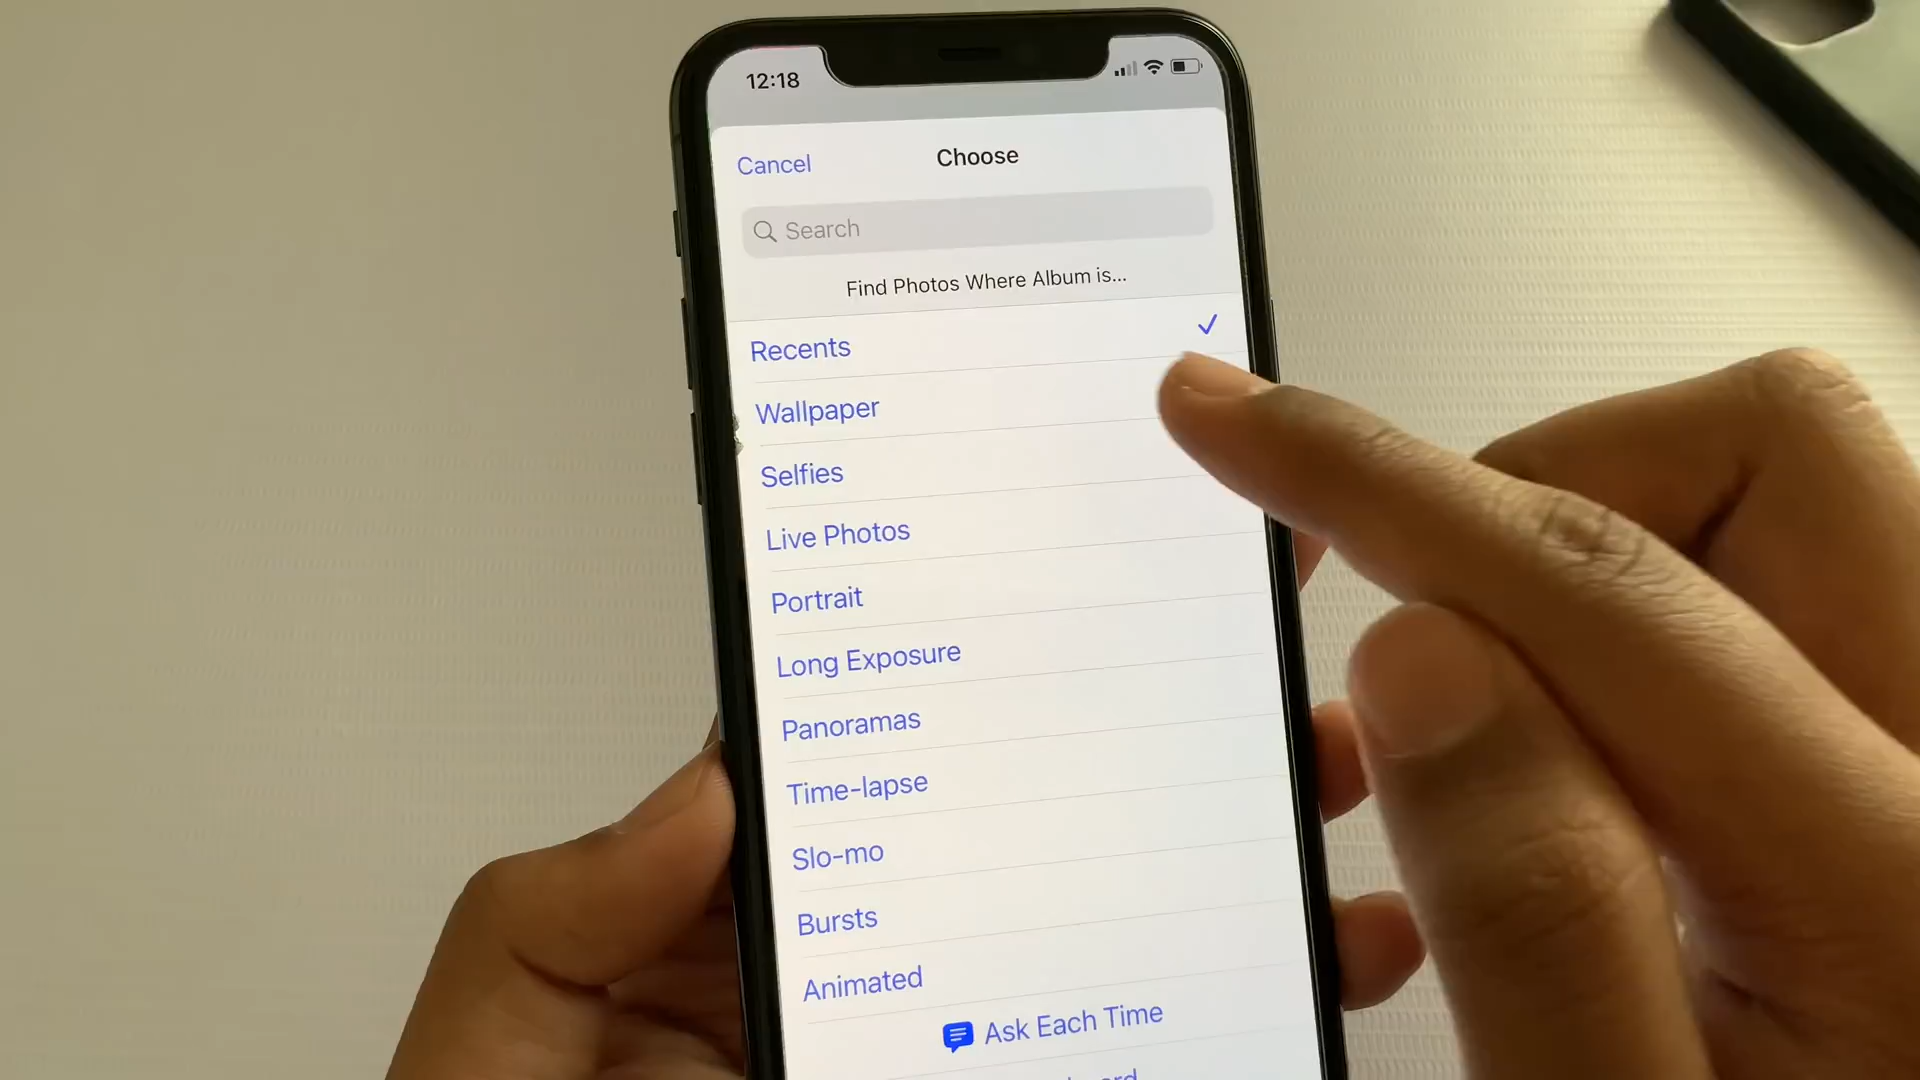 12:18
Cancel
Choose
Search
Find Photos Where Album is...
Recents
Wallpaper
Selfies
Live Photos
Portrait
Long Exposure
Panoramas
Time-lapse
Slo-mo
Bursts
Animated
Ask Each Time